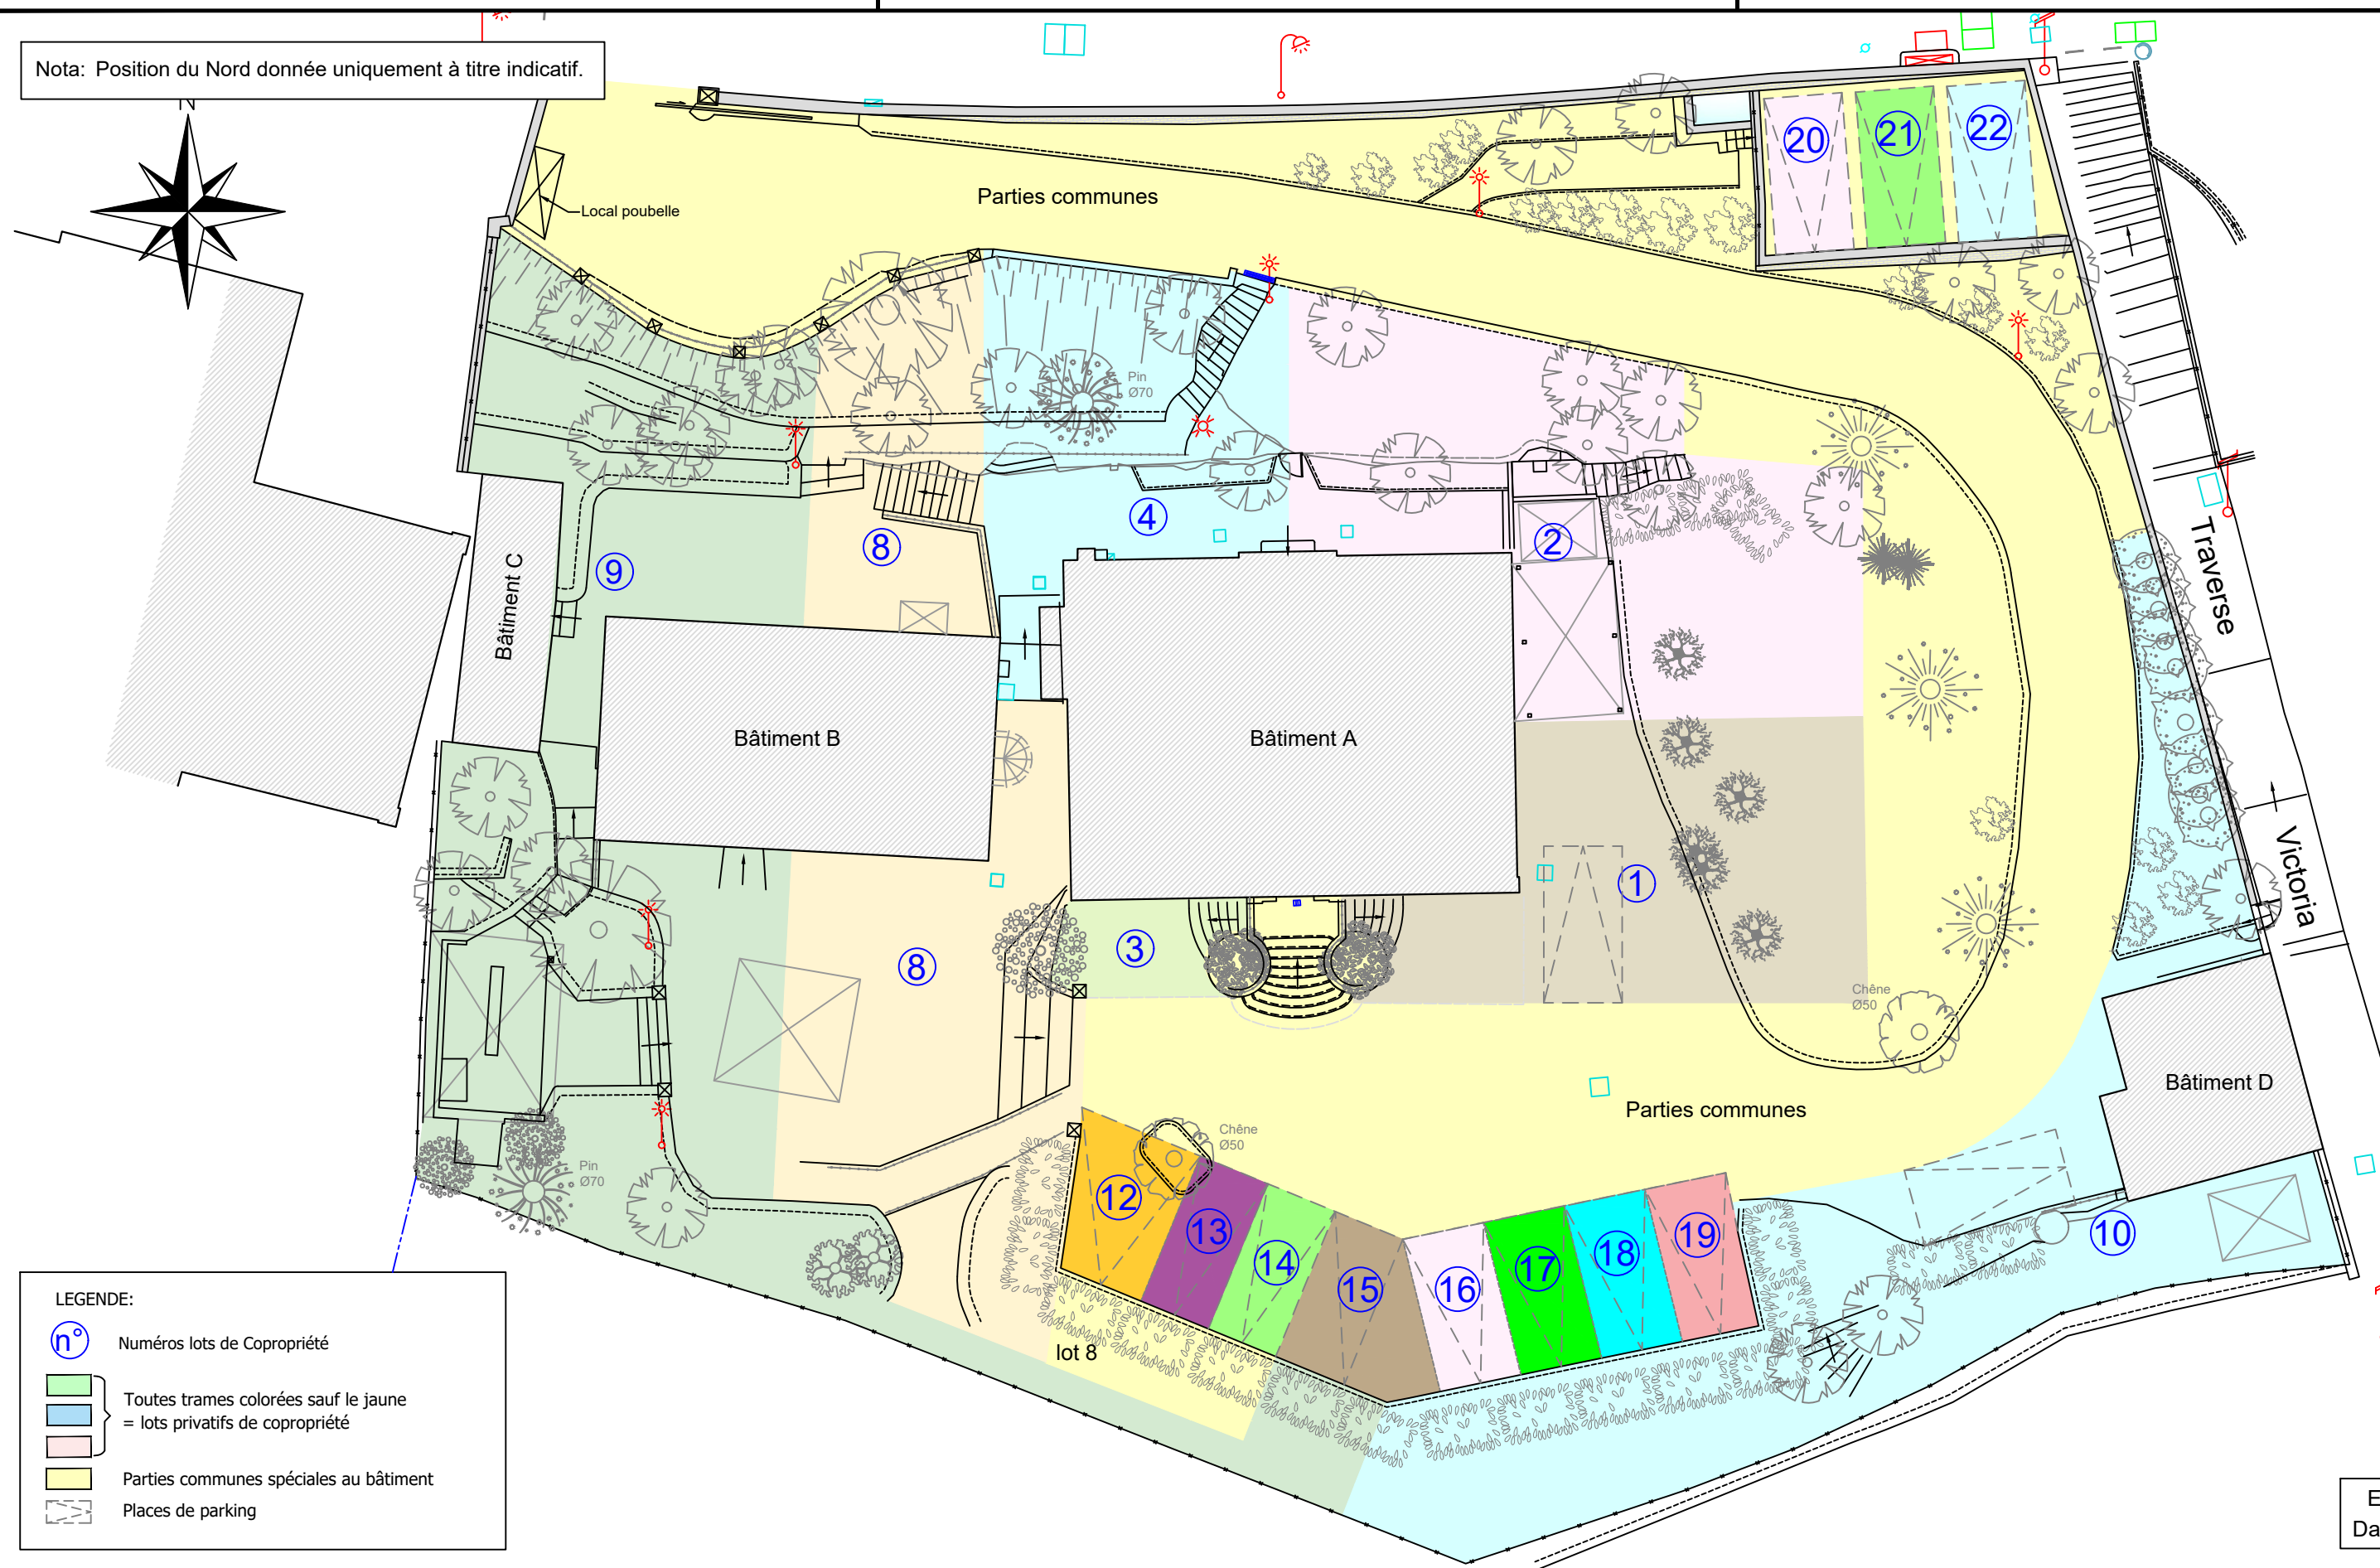 Nota: Position du Nord donnée uniquement à titre indicatif.
N
Local poubelle
Parties communes
20
21
22
Pin
Ø70
4
8
2
9
Bâtiment C
Traverse
Bâtiment B
Bâtiment A
Victoria
1
3
8
Chêne
Ø50
Bâtiment D
Parties communes
Chêne
Ø50
Pin
Ø70
12
13
14
15
16
17
18
19
10
lot 8
LEGENDE:
n° Numéros lots de Copropriété
Toutes trames colorées sauf le jaune
= lots privatifs de copropriété
Parties communes spéciales au bâtiment
Places de parking
E
Da